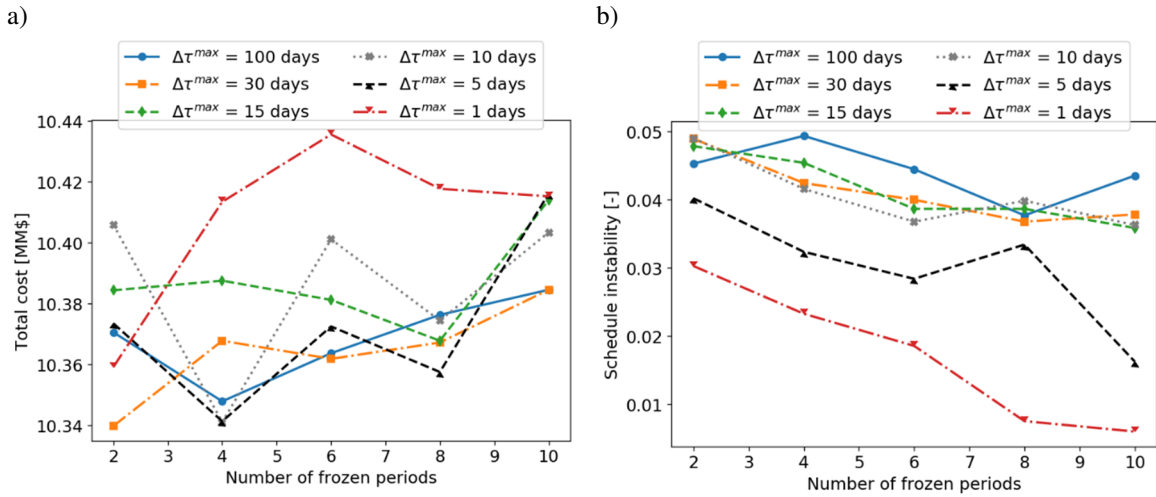 a)
Δτ^max = 100 days
Δτ^max = 30 days
Δτ^max = 15 days
Δτ^max = 10 days
Δτ^max = 5 days
Δτ^max = 1 days
Total cost [MM$]
10.44
10.42
10.40
10.38
10.36
10.34
2 3 4 5 6 7 8 9 10
Number of frozen periods
b)
Δτ^max = 100 days
Δτ^max = 30 days
Δτ^max = 15 days
Δτ^max = 10 days
Δτ^max = 5 days
Δτ^max = 1 days
Schedule instability [-]
0.05
0.04
0.03
0.02
0.01
2 3 4 5 6 7 8 9 10
Number of frozen periods